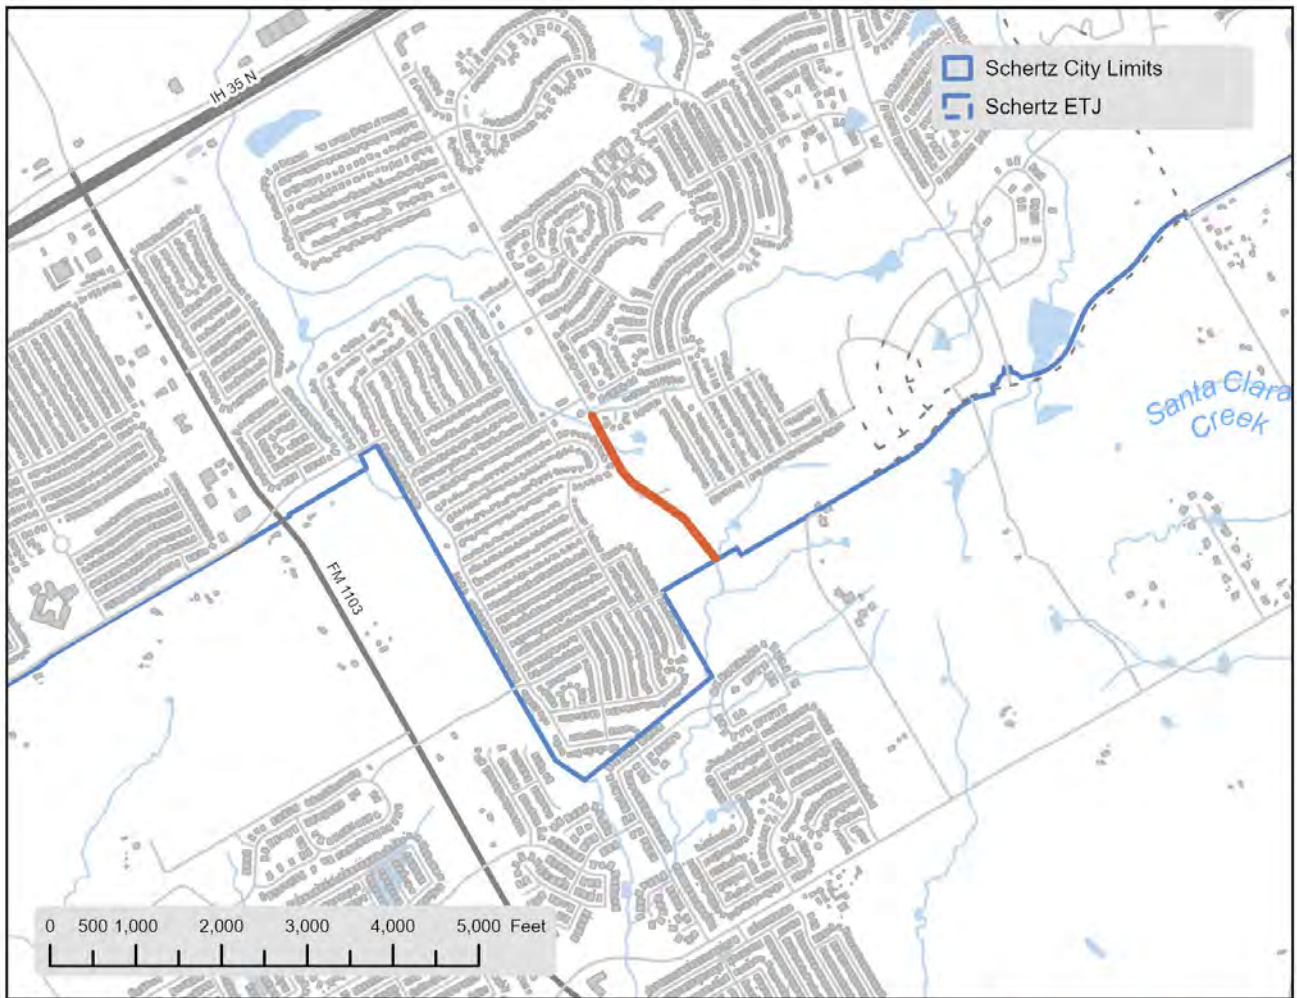 IH 35 N
Schertz City Limits
Schertz ETJ
Santa Clara
Creek
FM 1103
0 500 1,000 2,000 3,000 4,000 5,000 Feet